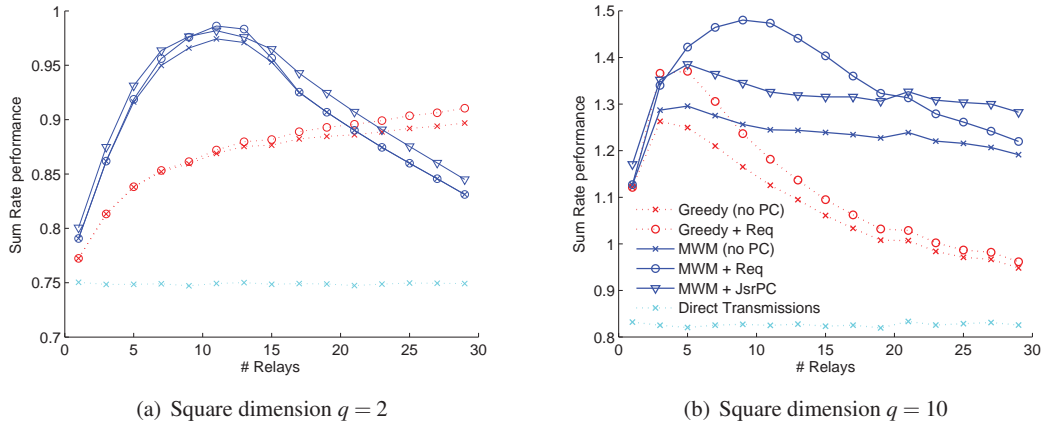 1
0.95
0.9
0.85
0.8
0.75
0.7
0 5 10 15 20 25 30
Sum Rate performance
# Relays
(a) Square dimension q = 2
1.5
1.4
1.3
1.2
1.1
1
0.9
0.8
0 5 10 15 20 25 30
Sum Rate performance
# Relays
Greedy (no PC)
Greedy + Req
MWM (no PC)
MWM + Req
MWM + JsrPC
Direct Transmissions
(b) Square dimension q = 10